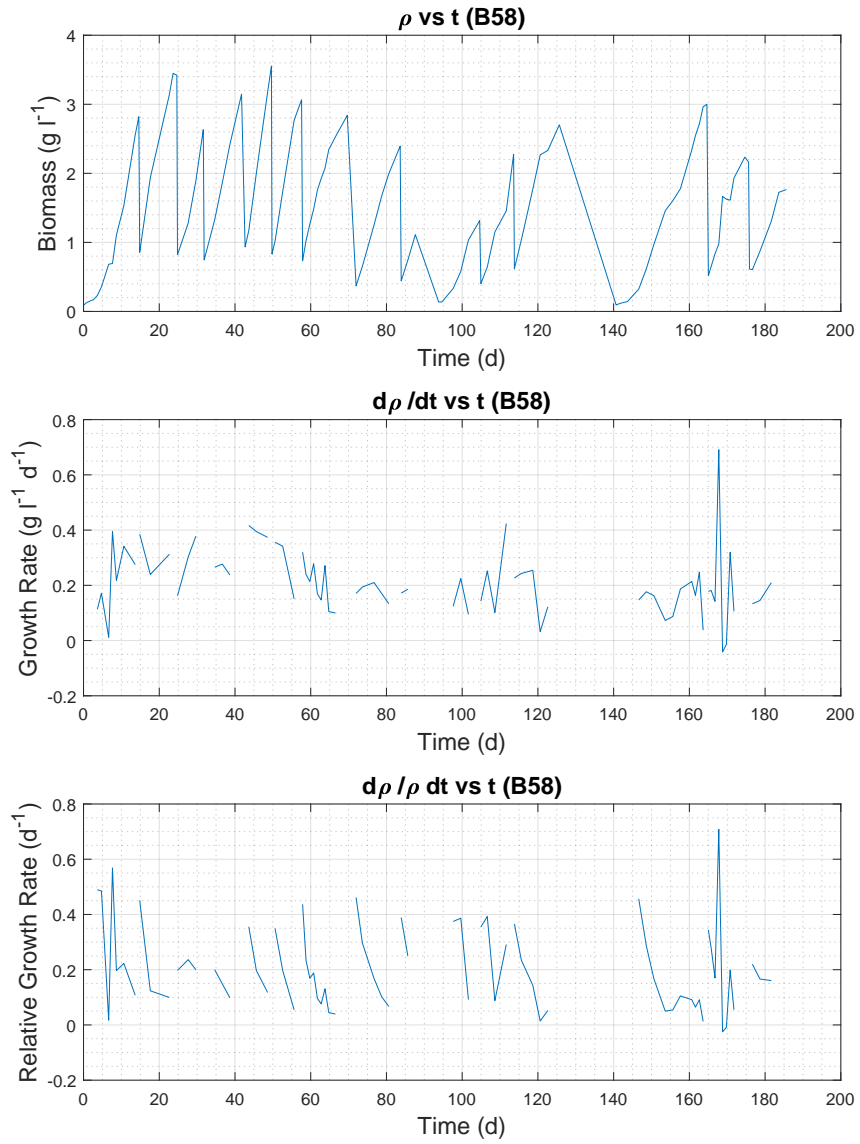 ρ vs t (B58)
4
3
2
1
0
Biomass (g l⁻¹)
0 20 40 60 80 100 120 140 160 180 200
Time (d)
dρ /dt vs t (B58)
0.8
0.6
0.4
0.2
0
-0.2
Growth Rate (g l⁻¹ d⁻¹)
0 20 40 60 80 100 120 140 160 180 200
Time (d)
dρ /ρ dt vs t (B58)
0.8
0.6
0.4
0.2
0
-0.2
Relative Growth Rate (d⁻¹)
0 20 40 60 80 100 120 140 160 180 200
Time (d)